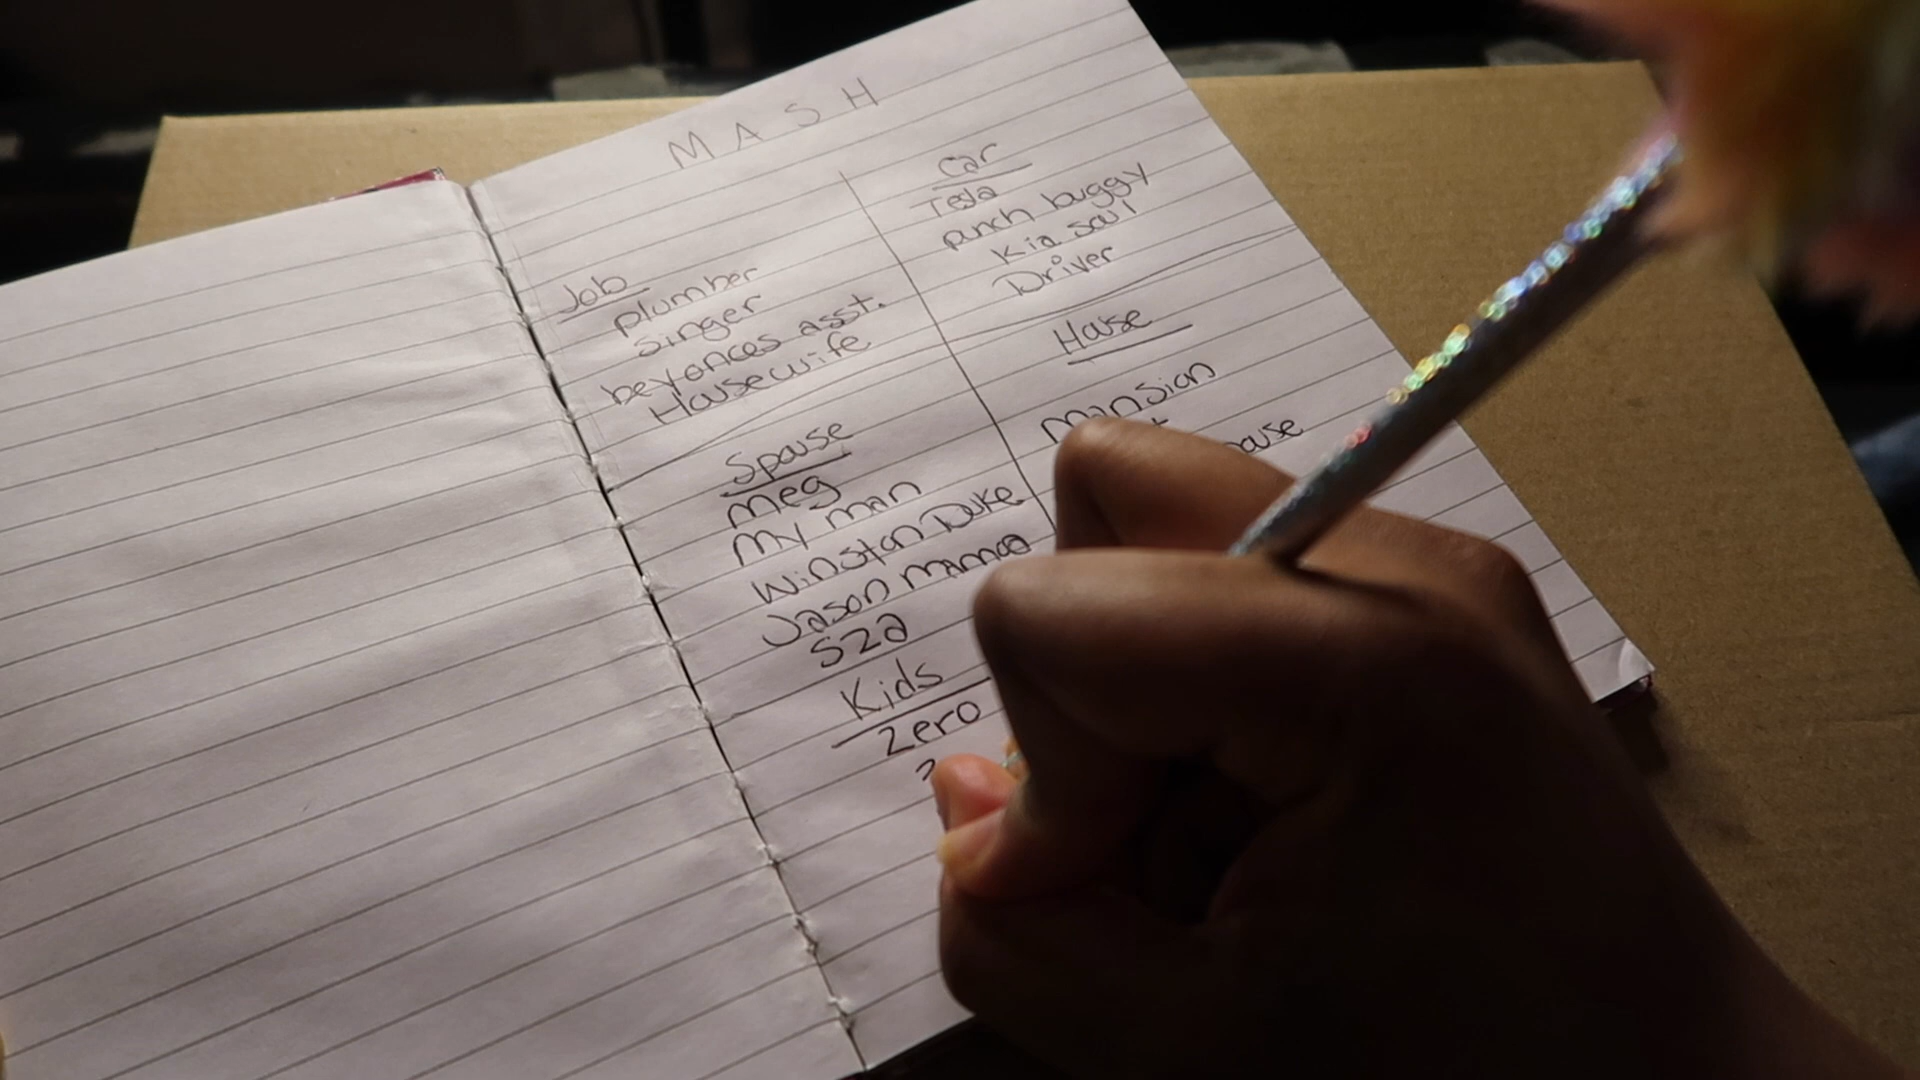 MASH
Job
plumber
singer
beyonces asst.
Housewife
Spouse
meg
my man
Winston Duke
Jason mamoa
SZa
Kids
Zero
Car
Tesla
punch buggy
Kia soul
Driver
House
mansion